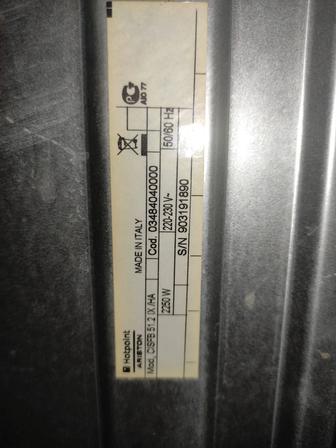 Hotpoint
ARISTON
MADE IN ITALY
Mod. CISFB 51.2 IX /HA
Cod. 03484040000
2250 W
220-230 V~
50/60 Hz
S/N 903191890
АЮ 77